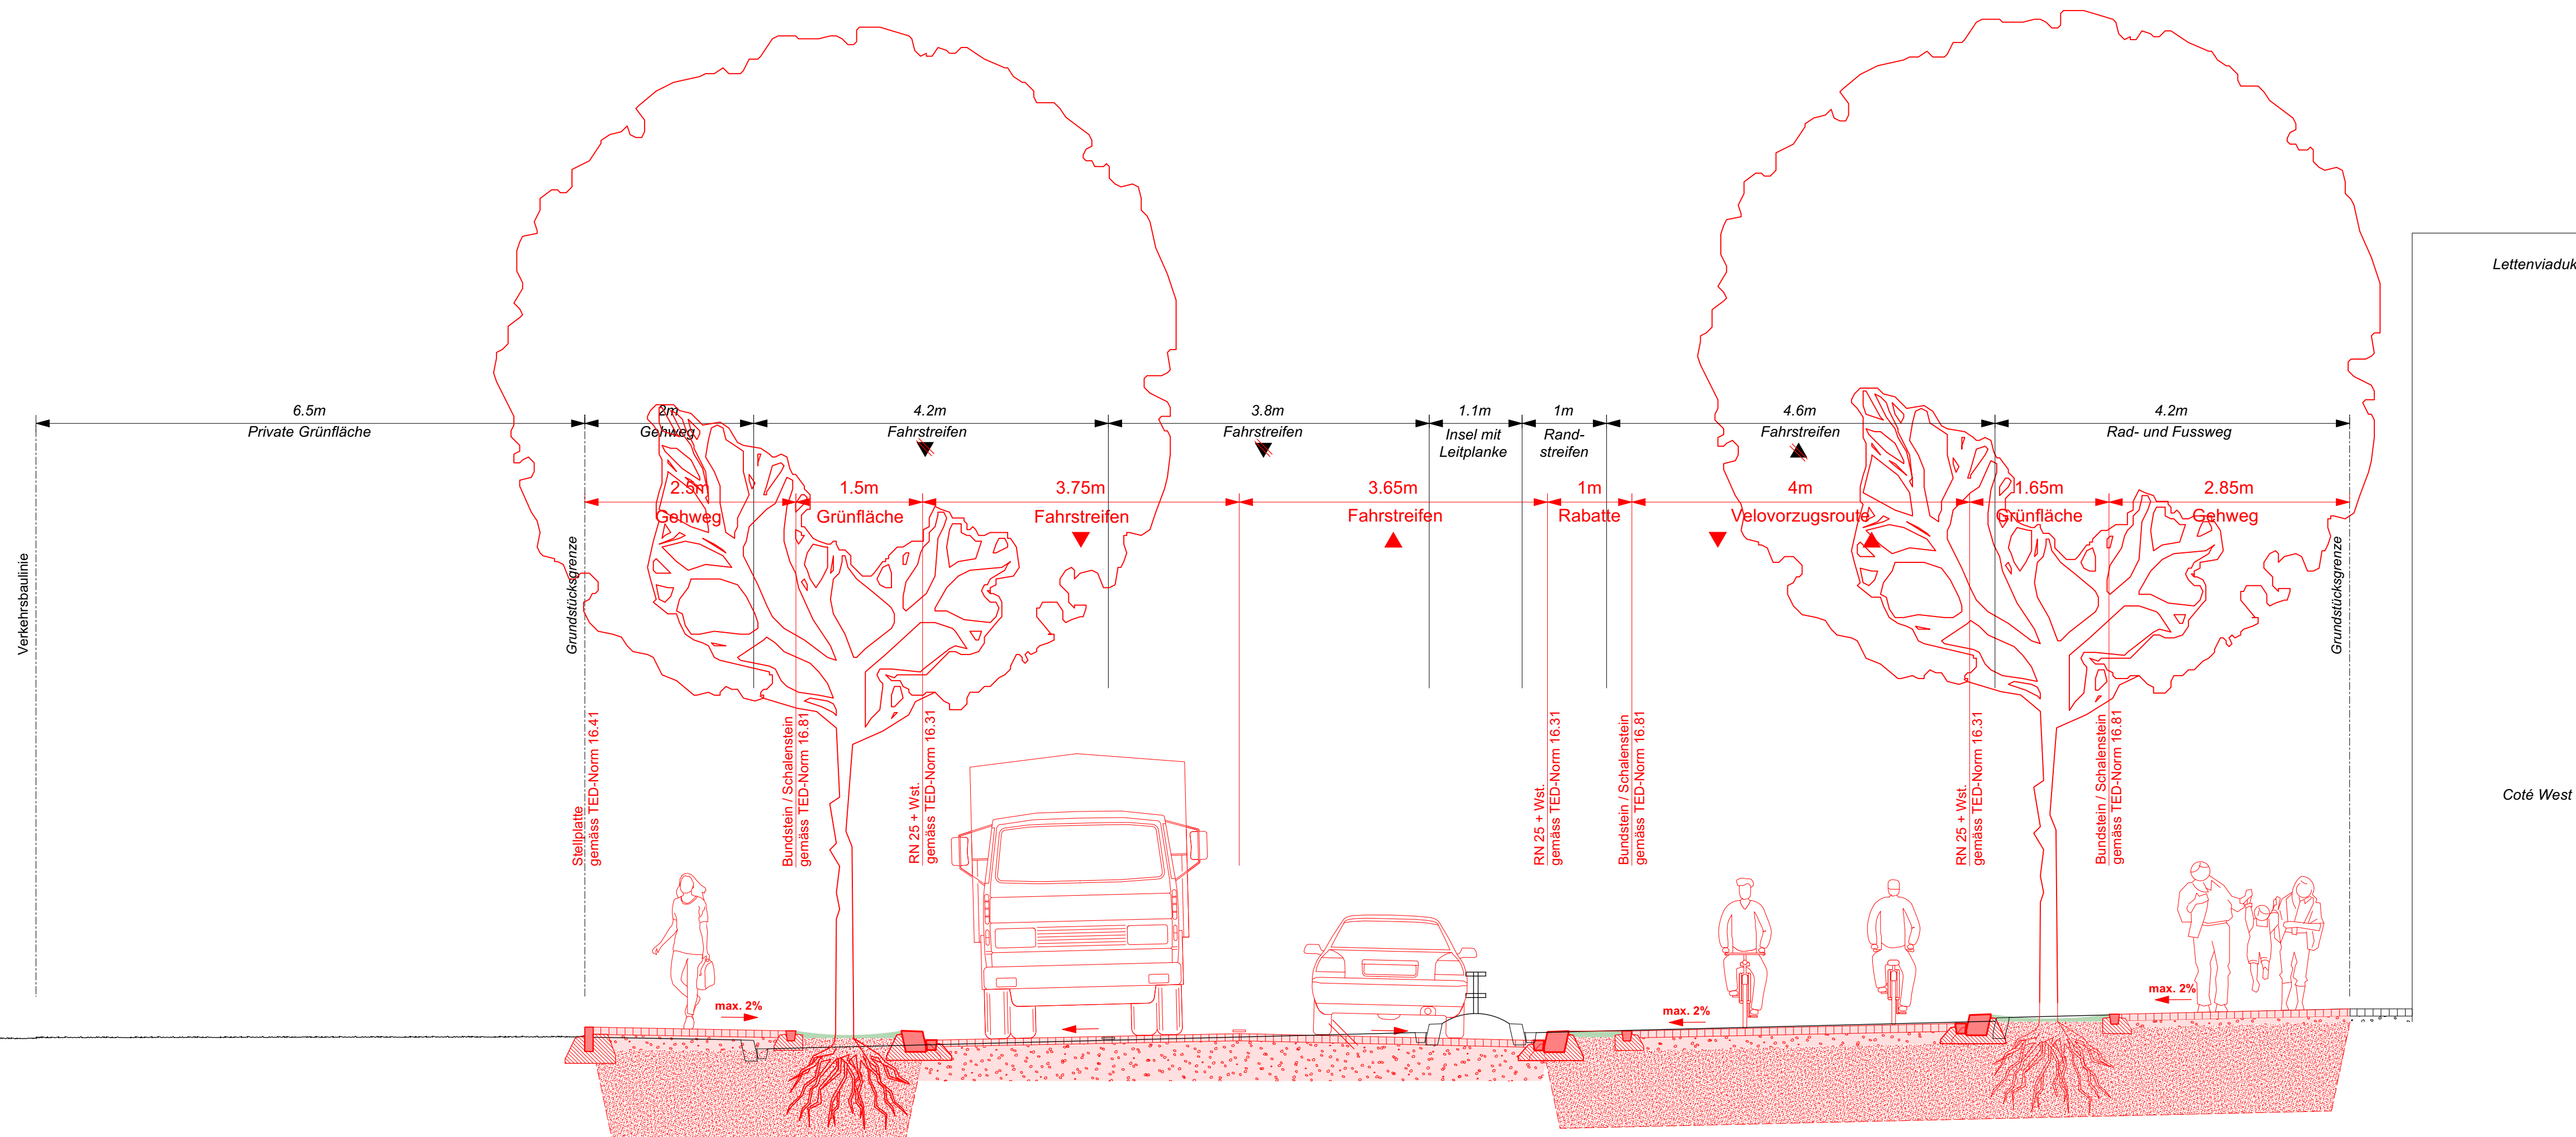 Lettenviaduk
6.5m
Private Grünfläche
2m
Gehweg
4.2m
Fahrstreifen
3.8m
Fahrstreifen
1.1m
Insel mit
Leitplanke
1m
Rand-
streifen
4.6m
Fahrstreifen
4.2m
Rad- und Fussweg
2.5m
Gehweg
1.5m
Grünfläche
3.75m
Fahrstreifen
3.65m
Fahrstreifen
1m
Rabatte
4m
Velovorzugsroute
1.65m
Grünfläche
2.85m
Gehweg
Verkehrsbaulinie
Grundstücksgrenze
Grundstücksgrenze
Stellplatte
gemäss TED-Norm 16.41
Bundstein / Schalenstein
gemäss TED-Norm 16.81
RN 25 + Wst.
gemäss TED-Norm 16.31
RN 25 + Wst.
gemäss TED-Norm 16.31
Bundstein / Schalenstein
gemäss TED-Norm 16.81
RN 25 + Wst.
gemäss TED-Norm 16.31
Bundstein / Schalenstein
gemäss TED-Norm 16.81
Coté West
max. 2%
max. 2%
max. 2%